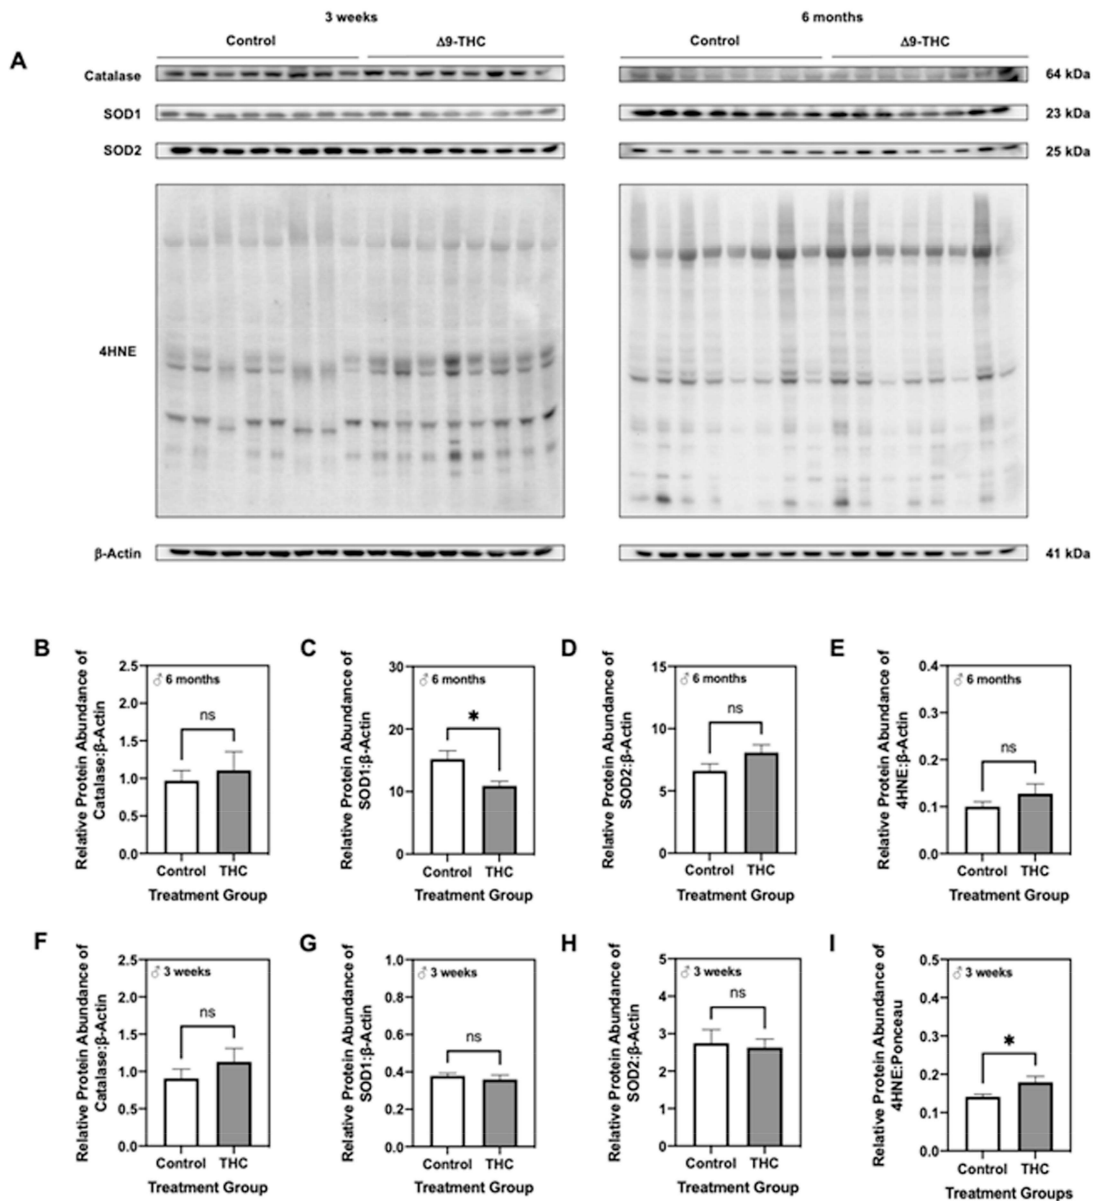 3 weeks
6 months
Control
Δ9-THC
Control
Δ9-THC
A
Catalase
64 kDa
SOD1
23 kDa
SOD2
25 kDa
4HNE
β-Actin
41 kDa
B
Relative Protein Abundance of
Catalase:β-Actin
2.5
2.0
1.5
1.0
0.5
0.0
♂ 6 months
ns
Control
THC
Treatment Group
C
Relative Protein Abundance of
SOD1:β-Actin
30
20
10
0
♂ 6 months
*
Control
THC
Treatment Group
D
Relative Protein Abundance of
SOD2:β-Actin
15
10
5
0
♂ 6 months
ns
Control
THC
Treatment Group
E
Relative Protein Abundance of
4HNE:β-Actin
0.4
0.3
0.2
0.1
0.0
♂ 6 months
ns
Control
THC
Treatment Group
F
Relative Protein Abundance of
Catalase:β-Actin
2.5
2.0
1.5
1.0
0.5
0.0
♂ 3 weeks
ns
Control
THC
Treatment Group
G
Relative Protein Abundance of
SOD1:β-Actin
1.0
0.8
0.6
0.4
0.2
0.0
♂ 3 weeks
ns
Control
THC
Treatment Group
H
Relative Protein Abundance of
SOD2:β-Actin
5
4
3
2
1
0
♂ 3 weeks
ns
Control
THC
Treatment Group
I
Relative Protein Abundance of
4HNE:Ponceau
0.5
0.4
0.3
0.2
0.1
0.0
♂ 3 weeks
*
Control
THC
Treatment Groups